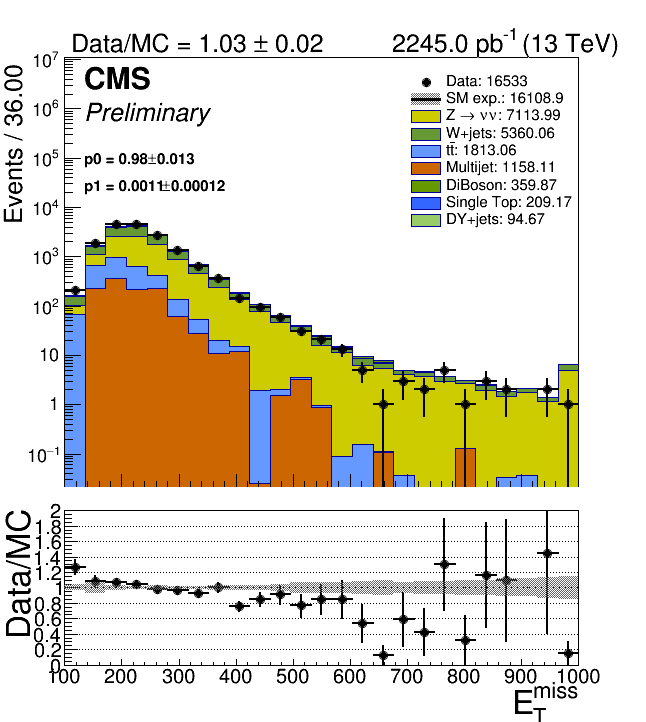 Data/MC = 1.03 ± 0.02 2245.0 pb⁻¹ (13 TeV)
CMS
Preliminary
p0 = 0.98±0.013
p1 = 0.0011±0.00012
Data: 16533
SM exp.: 16108.9
Z → νν: 7113.99
W+jets: 5360.06
tt̄: 1813.06
Multijet: 1158.11
DiBoson: 359.87
Single Top: 209.17
DY+jets: 94.67
Events / 36.00
10⁷
10⁶
10⁵
10⁴
10³
10²
10
1
10⁻¹
Data/MC
2
1.8
1.6
1.4
1.2
1
0.8
0.6
0.4
0.2
0
100 200 300 400 500 600 700 800 900 1000
E_T^miss